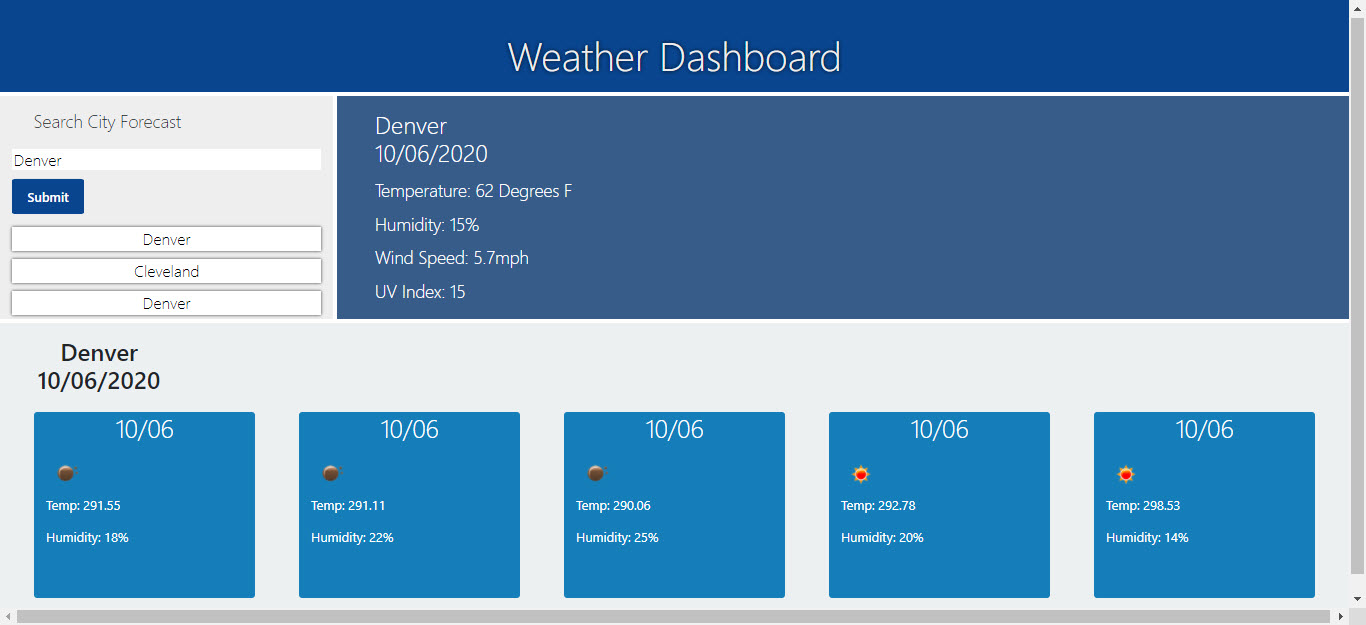 Weather Dashboard
Search City Forecast
Denver
Submit
Denver
Cleveland
Denver
Denver
10/06/2020
Temperature: 62 Degrees F
Humidity: 15%
Wind Speed: 5.7mph
UV Index: 15
Denver
10/06/2020
10/06
Temp: 291.55
Humidity: 18%
10/06
Temp: 291.11
Humidity: 22%
10/06
Temp: 290.06
Humidity: 25%
10/06
Temp: 292.78
Humidity: 20%
10/06
Temp: 298.53
Humidity: 14%